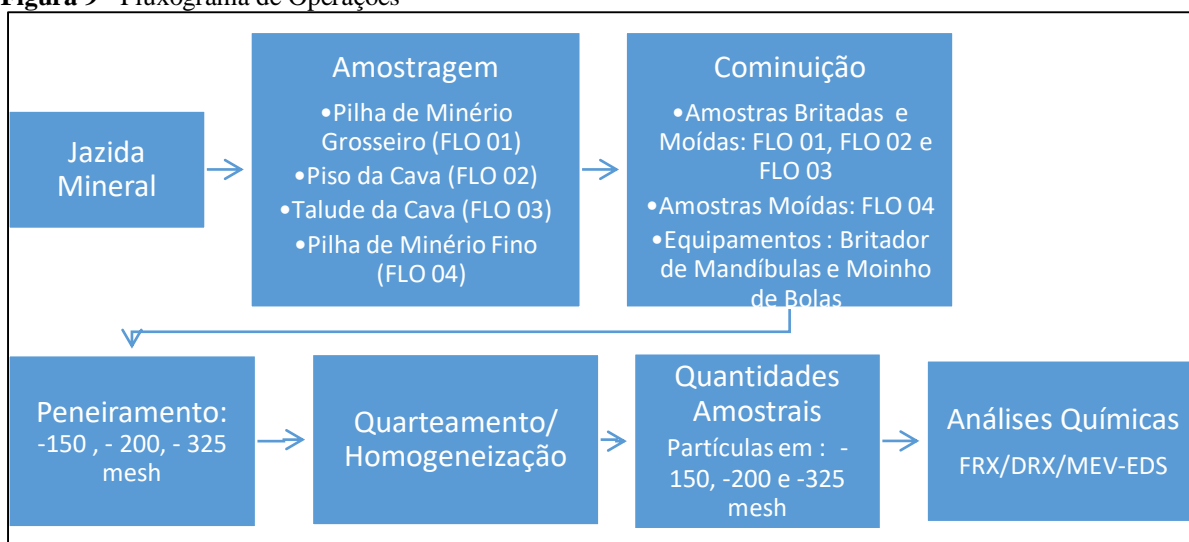 Figura 9 - Fluxograma de Operações
Jazida
Mineral
Amostragem
•Pilha de Minério
Grosseiro (FLO 01)
•Piso da Cava (FLO 02)
•Talude da Cava (FLO 03)
•Pilha de Minério Fino
(FLO 04)
Cominuição
•Amostras Britadas e
Moídas: FLO 01, FLO 02 e
FLO 03
•Amostras Moídas: FLO 04
•Equipamentos : Britador
de Mandíbulas e Moinho
de Bolas
Peneiramento:
-150 , - 200, - 325
mesh
Quarteamento/
Homogeneização
Quantidades
Amostrais
Partículas em : -
150, -200 e -325
mesh
Análises Químicas
FRX/DRX/MEV-EDS